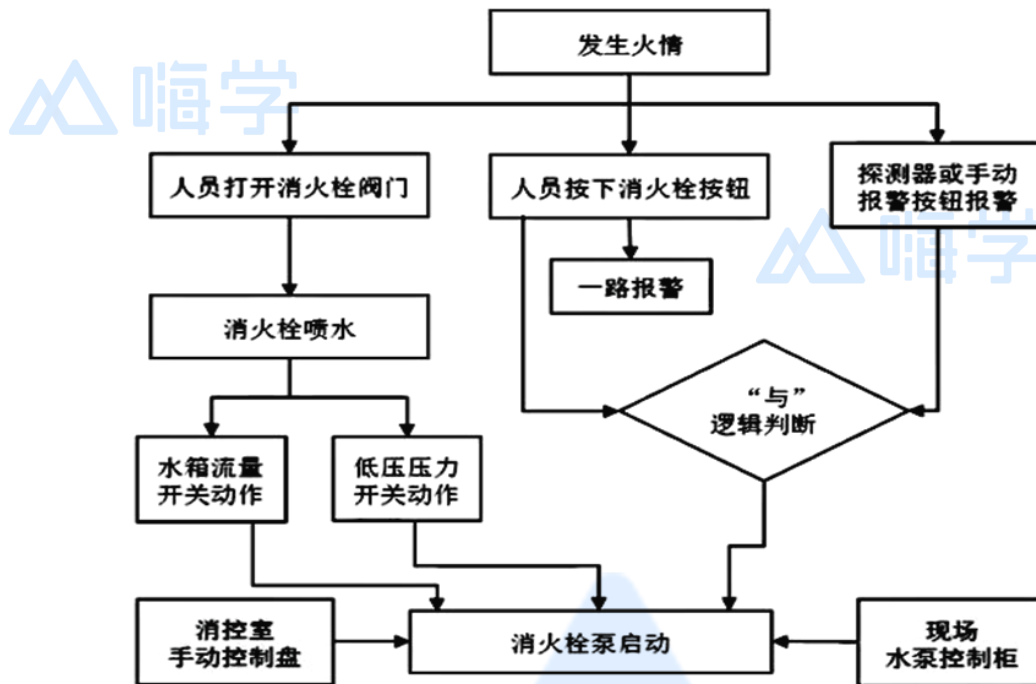 发生火情
嗨学
人员打开消火栓阀门
人员按下消火栓按钮
探测器或手动
报警按钮报警
嗨学
一路报警
消火栓喷水
“与”
逻辑判断
水箱流量
开关动作
低压压力
开关动作
消控室
手动控制盘
消火栓泵启动
现场
水泵控制柜